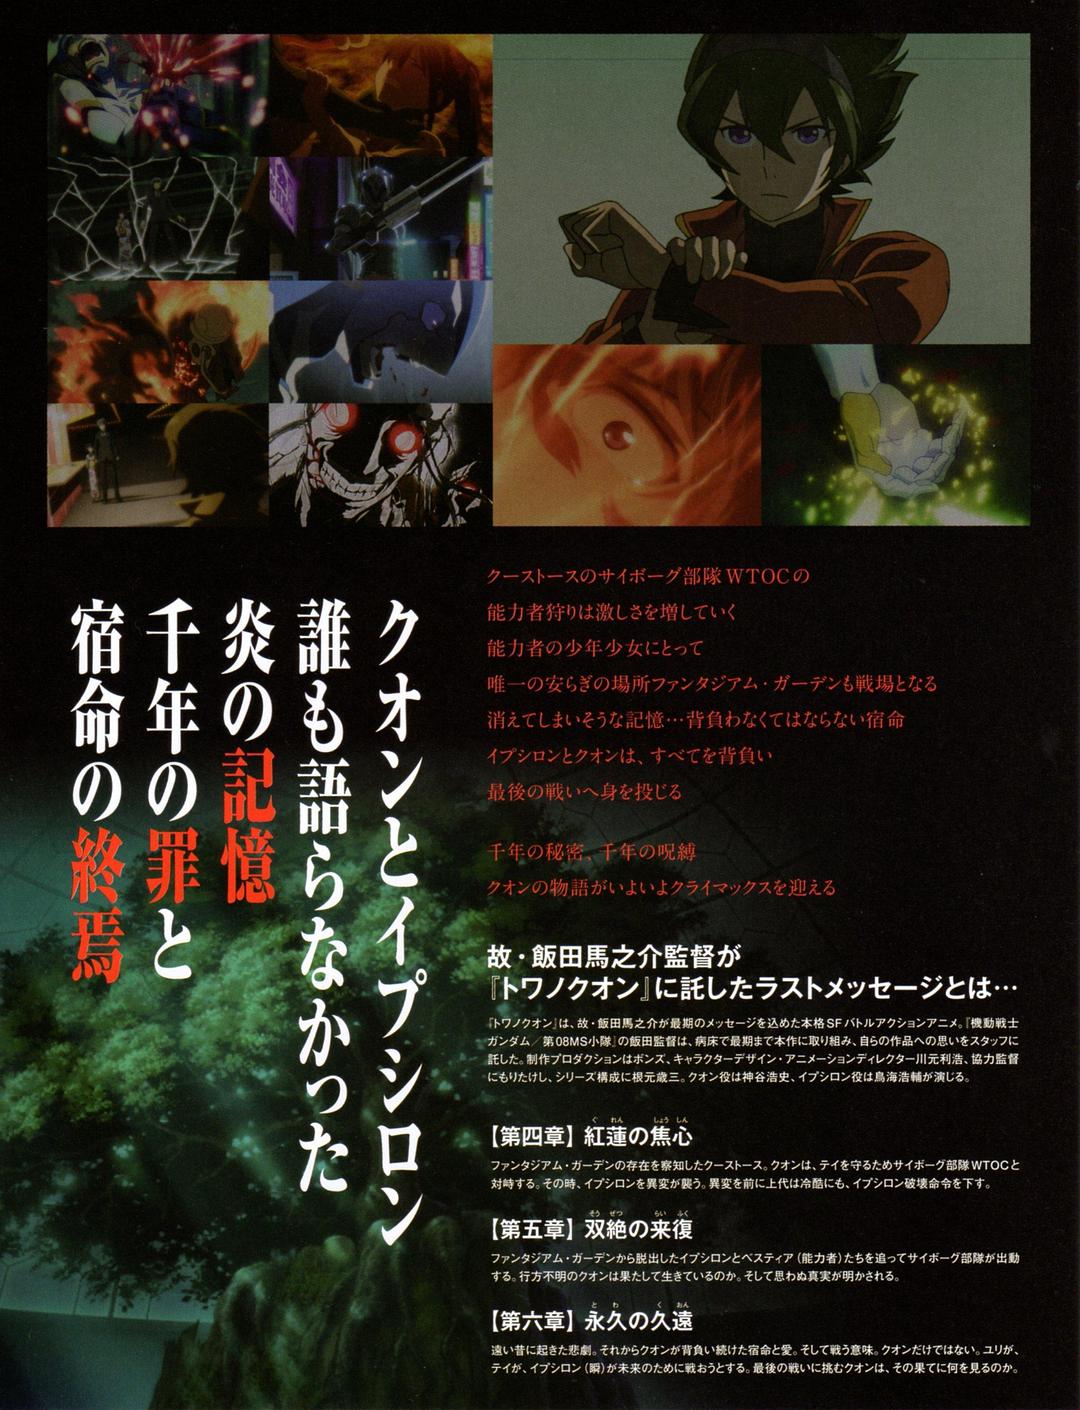 クオンとイプシロン
誰も語らなかった
炎の記憶
千年の罪と
宿命の終焉
クーストースのサイボーグ部隊WTOCの
能力者狩りは激しさを増していく
能力者の少年少女にとって
唯一の安らぎの場所ファンタジアム・ガーデンも戦場となる
消えてしまいそうな記憶…背負わなくてはならない宿命
イプシロンとクオンは、すべてを背負い
最後の戦いへ身を投じる
千年の秘密、千年の呪縛
クオンの物語がいよいよクライマックスを迎える
故・飯田馬之介監督が
『トワノクオン』に託したラストメッセージとは…
『トワノクオン』は、故・飯田馬之介が最期のメッセージを込めた本格SFバトルアクションアニメ。『機動戦士
ガンダム／第08MS小隊』の飯田監督は、病床で最期まで本作に取り組み、自らの作品への思いをスタッフに
託した。制作プロダクションはボンズ、キャラクターデザイン・アニメーションディレクター川元利浩、協力監督
にもりたけし、シリーズ構成に根元歳三。クオン役は神谷浩史、イプシロン役は鳥海浩輔が演じる。
ぐ れん しょう しん
【第四章】 紅蓮の焦心
ファンタジアム・ガーデンの存在を察知したクーストース。クオンは、テイを守るためサイボーグ部隊WTOCと
対峙する。その時、イプシロンを異変が襲う。異変を前に上代は冷酷にも、イプシロン破壊命令を下す。
そう ぜつ らい ふく
【第五章】 双絶の来復
ファンタジアム・ガーデンから脱出したイプシロンとベスティア（能力者）たちを追ってサイボーグ部隊が出動
する。行方不明のクオンは果たして生きているのか。そして思わぬ真実が明かされる。
と わ く おん
【第六章】 永久の久遠
遠い昔に起きた悲劇。それからクオンが背負い続けた宿命と愛。そして戦う意味。クオンだけではない。ユリが、
テイが、イプシロン（瞬）が未来のために戦おうとする。最後の戦いに挑むクオンは、その果てに何を見るのか。